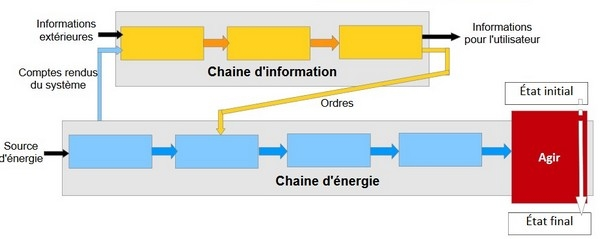 Informations
extérieures
Informations
pour l'utilisateur
Chaine d'information
Comptes rendus
du système
Ordres
État initial
Source
d'énergie
Agir
Chaine d'énergie
État final